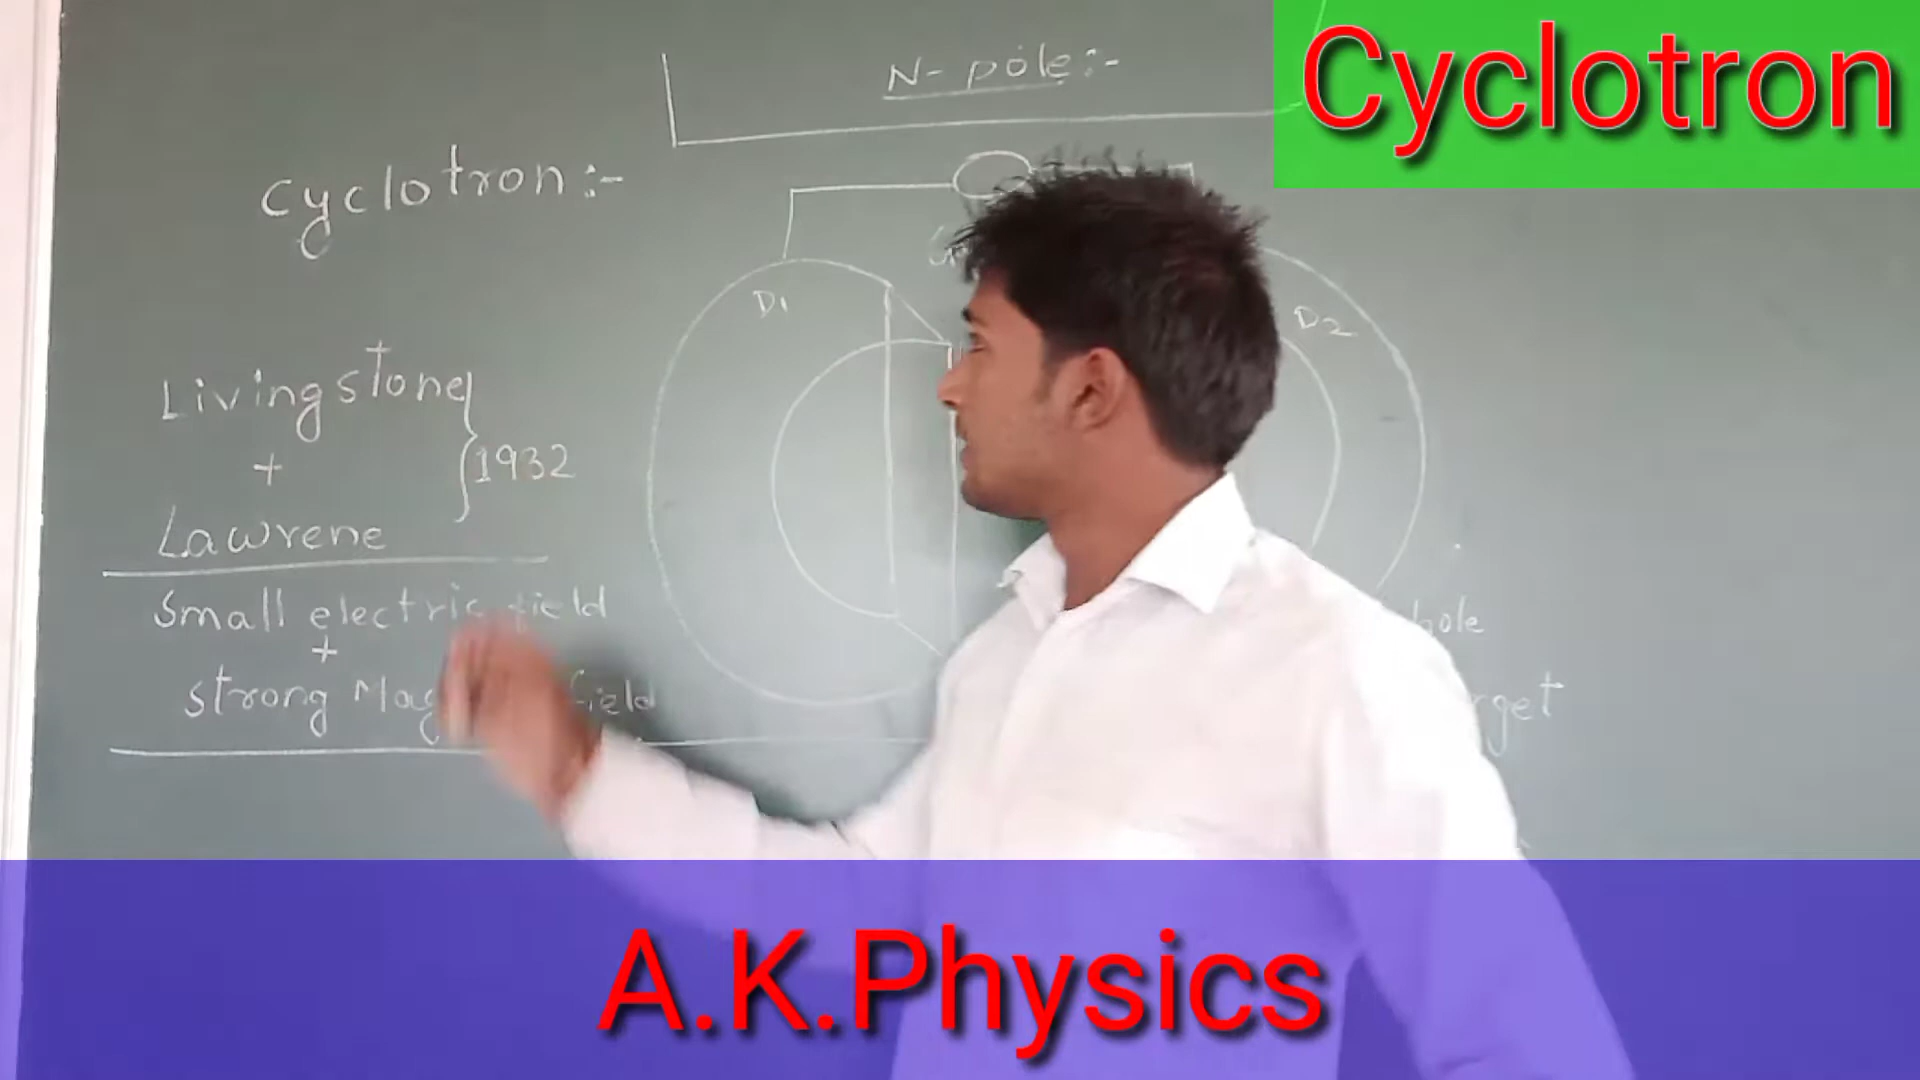 Cyclotron
N-pole:-
Cyclotron:-
D1
D2
Livingstone
+
1932
Lawrene
Small electric field
+
strong field
A.K.Physics